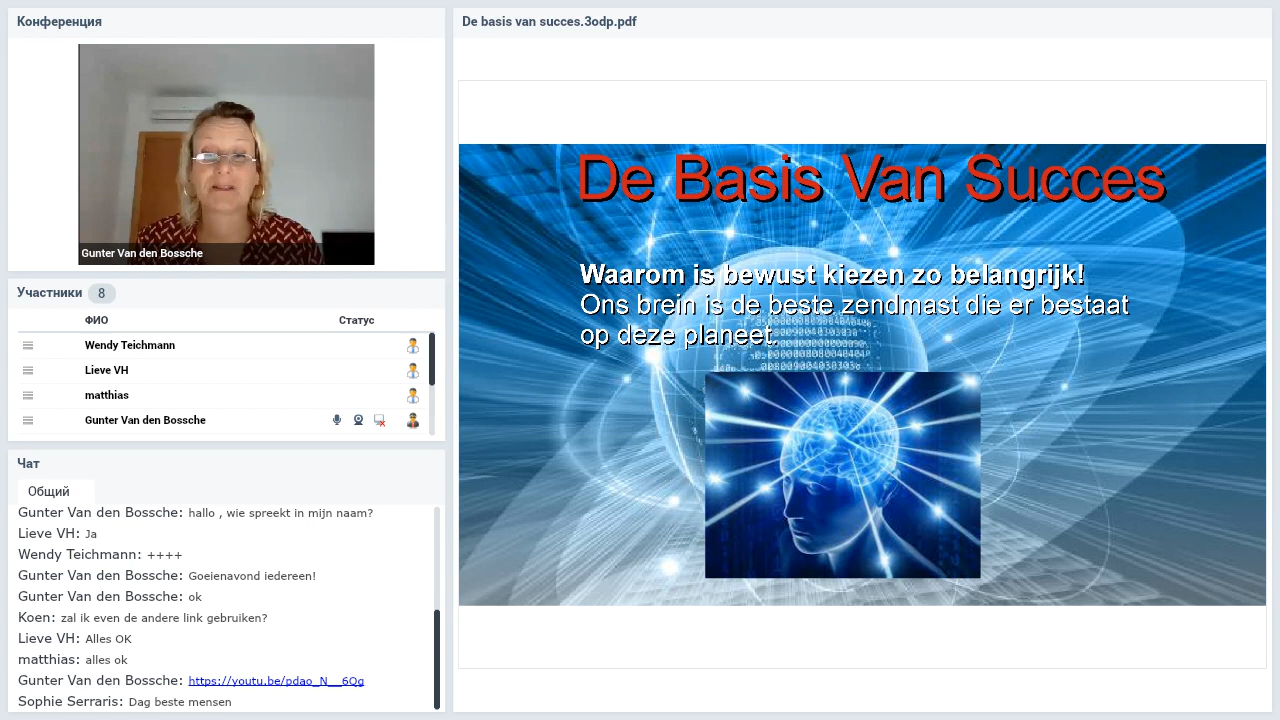 Конференция
Gunter Van den Bossche
Участники 8
ФИО Статус
Wendy Teichmann
Lieve VH
matthias
Gunter Van den Bossche
Чат
Общий
Gunter Van den Bossche: hallo , wie spreekt in mijn naam?
Lieve VH: Ja
Wendy Teichmann: ++++
Gunter Van den Bossche: Goeienavond iedereen!
Gunter Van den Bossche: ok
Koen: zal ik even de andere link gebruiken?
Lieve VH: Alles OK
matthias: alles ok
Gunter Van den Bossche: https://youtu.be/pdao_N__6Qg
Sophie Serraris: Dag beste mensen
De basis van succes.3odp.pdf
De Basis Van Succes
Waarom is bewust kiezen zo belangrijk!
Ons brein is de beste zendmast die er bestaat
op deze planeet.